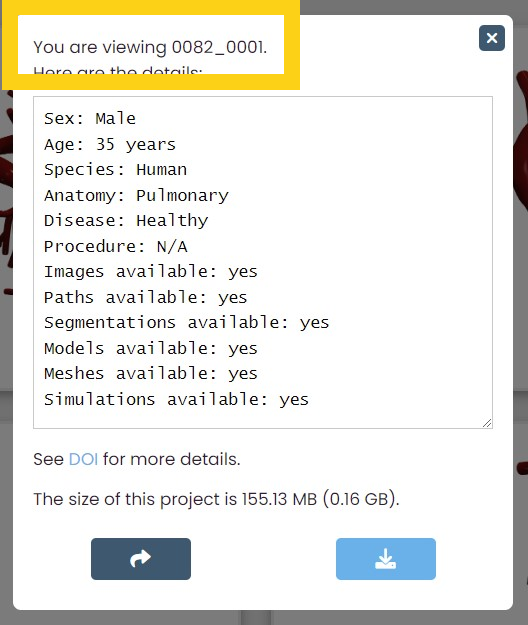 You are viewing 0082_0001.
Here are the details:
Sex: Male
Age: 35 years
Species: Human
Anatomy: Pulmonary
Disease: Healthy
Procedure: N/A
Images available: yes
Paths available: yes
Segmentations available: yes
Models available: yes
Meshes available: yes
Simulations available: yes
See DOI for more details.
The size of this project is 155.13 MB (0.16 GB).